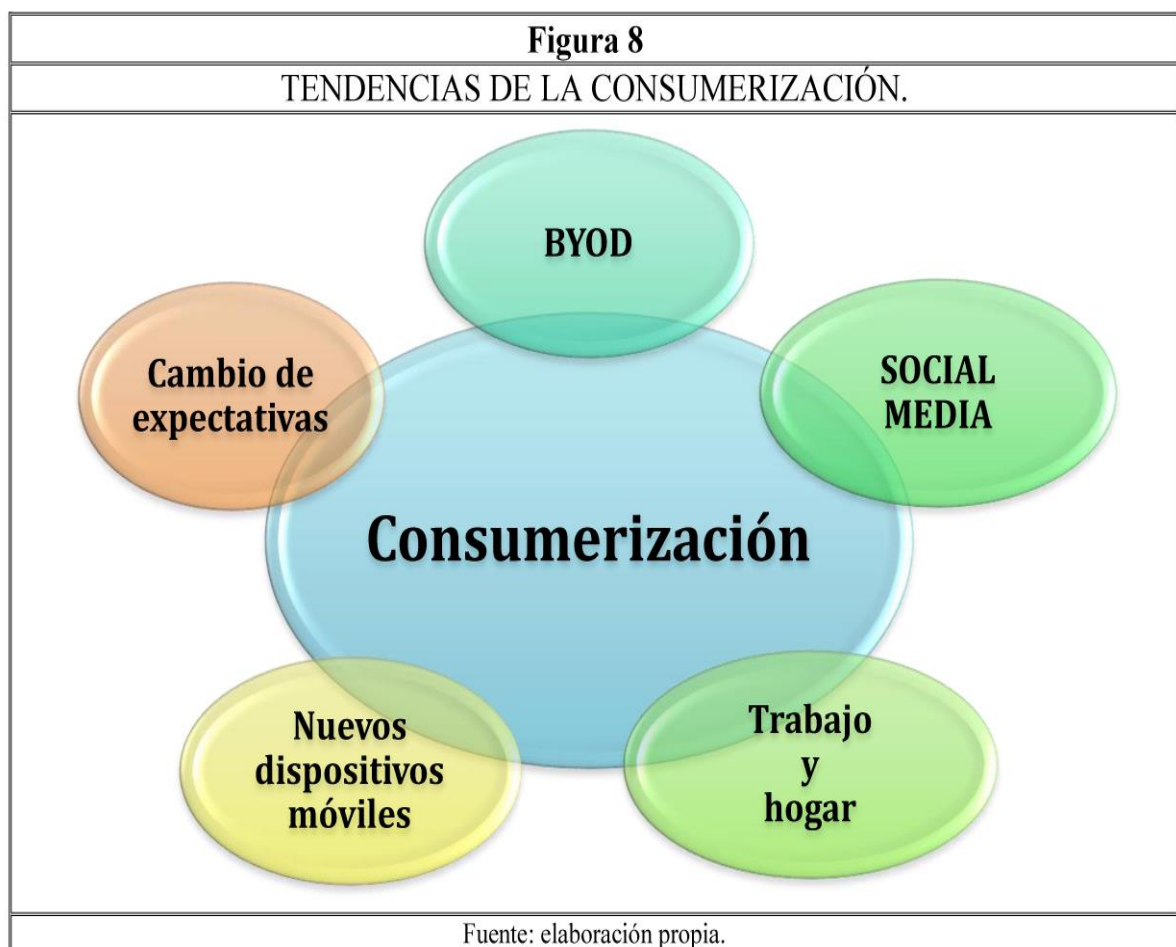 Figura 8
TENDENCIAS DE LA CONSUMERIZACIÓN.
BYOD
Cambio de
expectativas
SOCIAL
MEDIA
Consumerización
Nuevos
dispositivos
móviles
Trabajo
y
hogar
Fuente: elaboración propia.